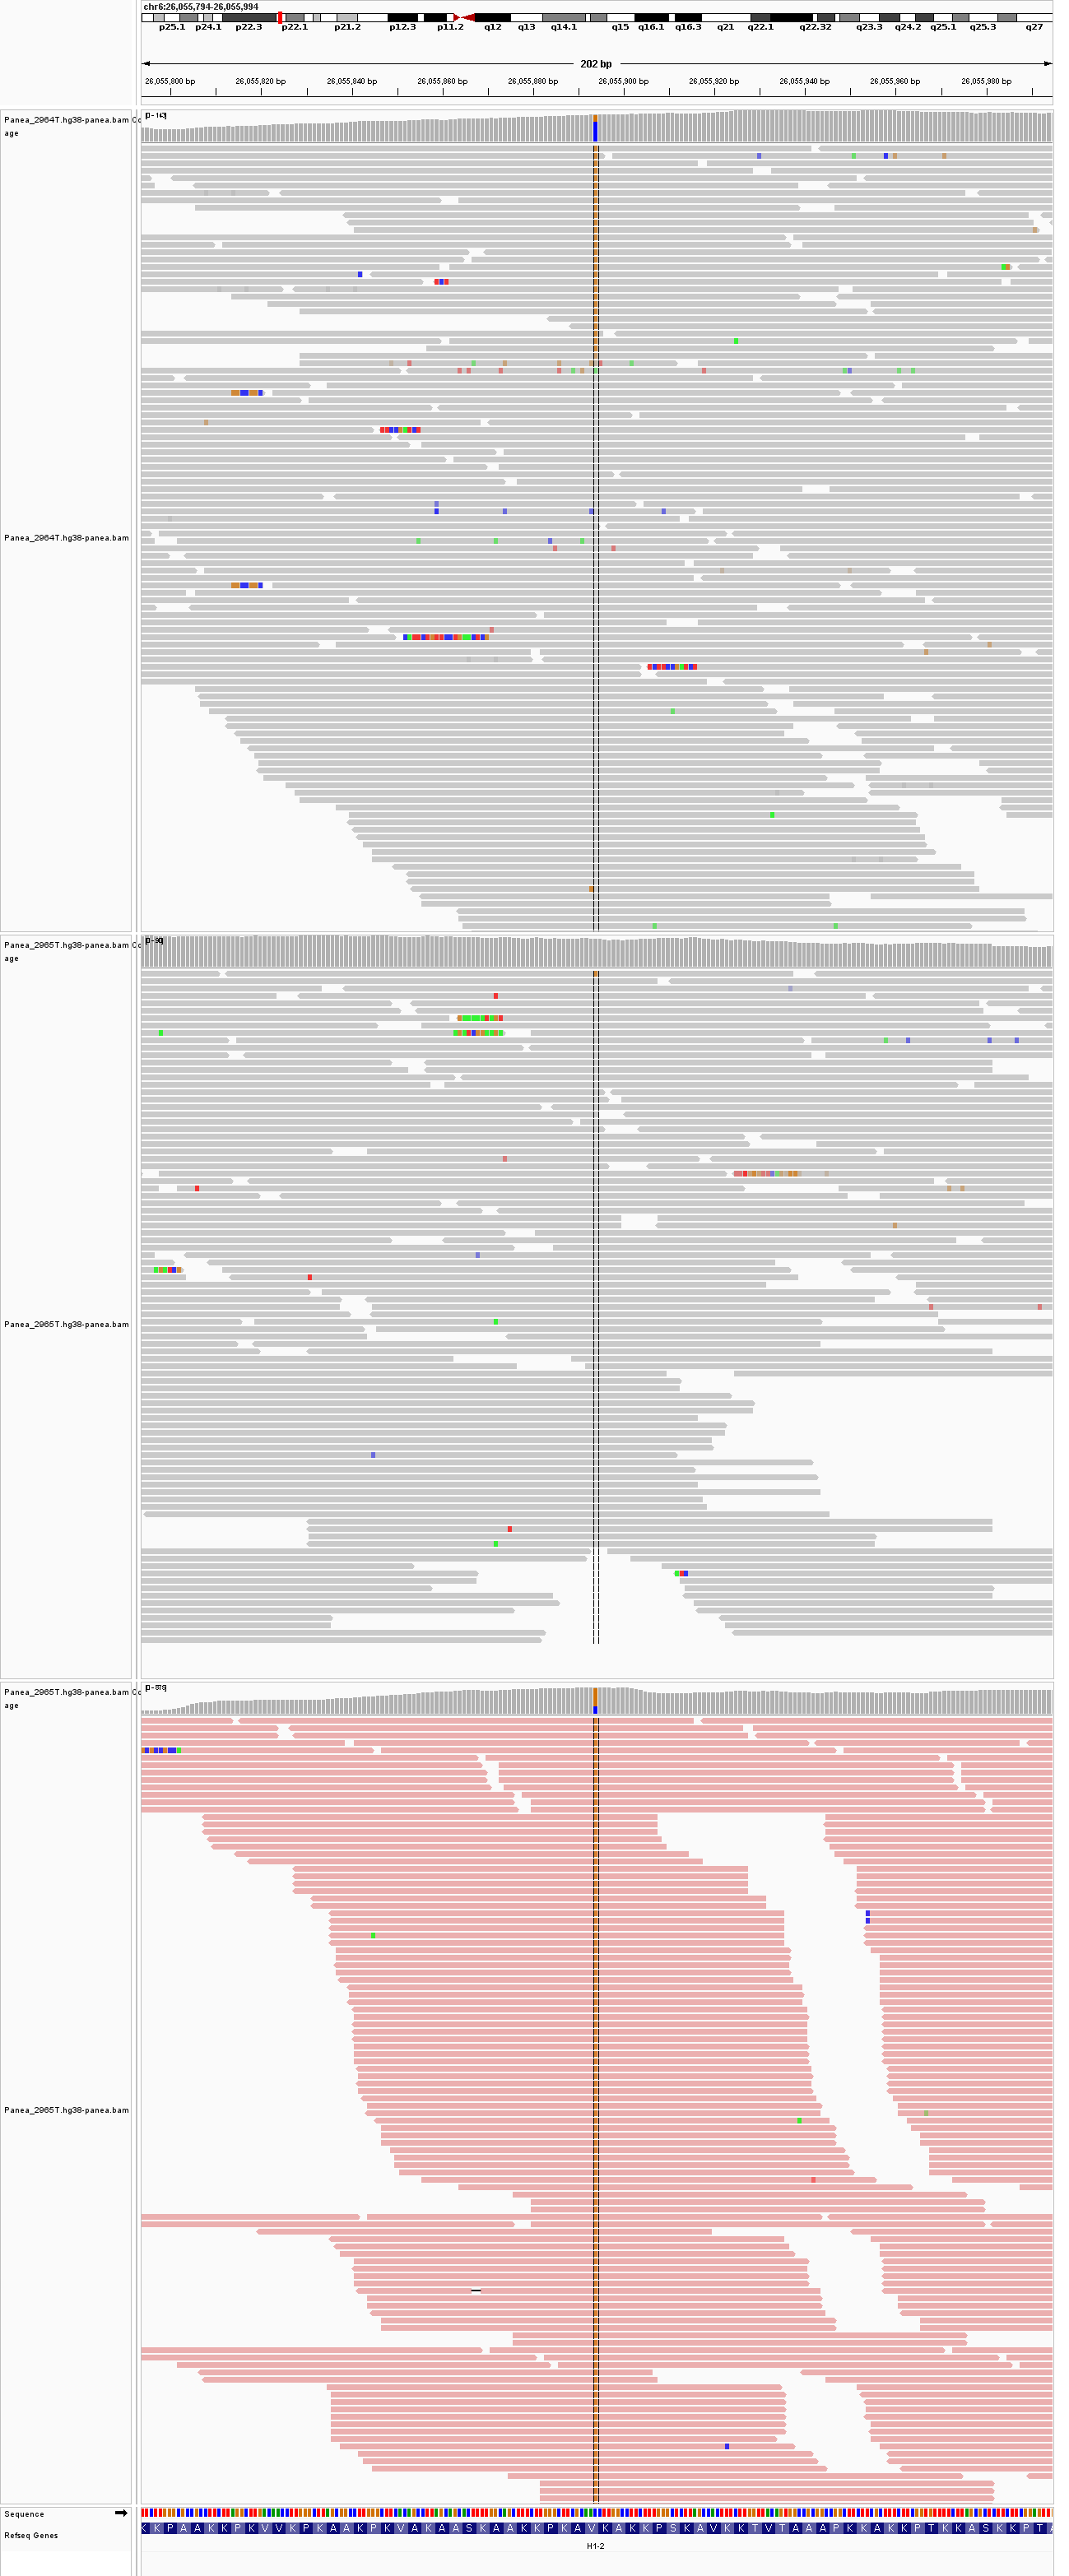 chr6:26,055,794-26,055,994
p25.1 p24.1 p22.3 p22.1 p21.2 p12.3 p11.2 q12 q13 q14.1 q15 q16.1 q16.3 q21 q22.1 q22.32 q23.3 q24.2 q25.1 q25.3 q27
202 bp
26,055,800 bp 26,055,820 bp 26,055,840 bp 26,055,860 bp 26,055,880 bp 26,055,900 bp 26,055,920 bp 26,055,940 bp 26,055,960 bp 26,055,980 bp
Panea_2964T.hg38-panea.bam Co
age
Panea_2964T.hg38-panea.bam
Panea_2965T.hg38-panea.bam Co
age
Panea_2965T.hg38-panea.bam
Panea_2965T.hg38-panea.bam Co
age
Panea_2965T.hg38-panea.bam
Sequence
Refseq Genes
K K P A A K K P K V V K P K A A K P K V A K A A S K A A K K P K A V K A K K P S K A V K K T V T A A A P K K A K K P T K K A S K K P T A
H1-2